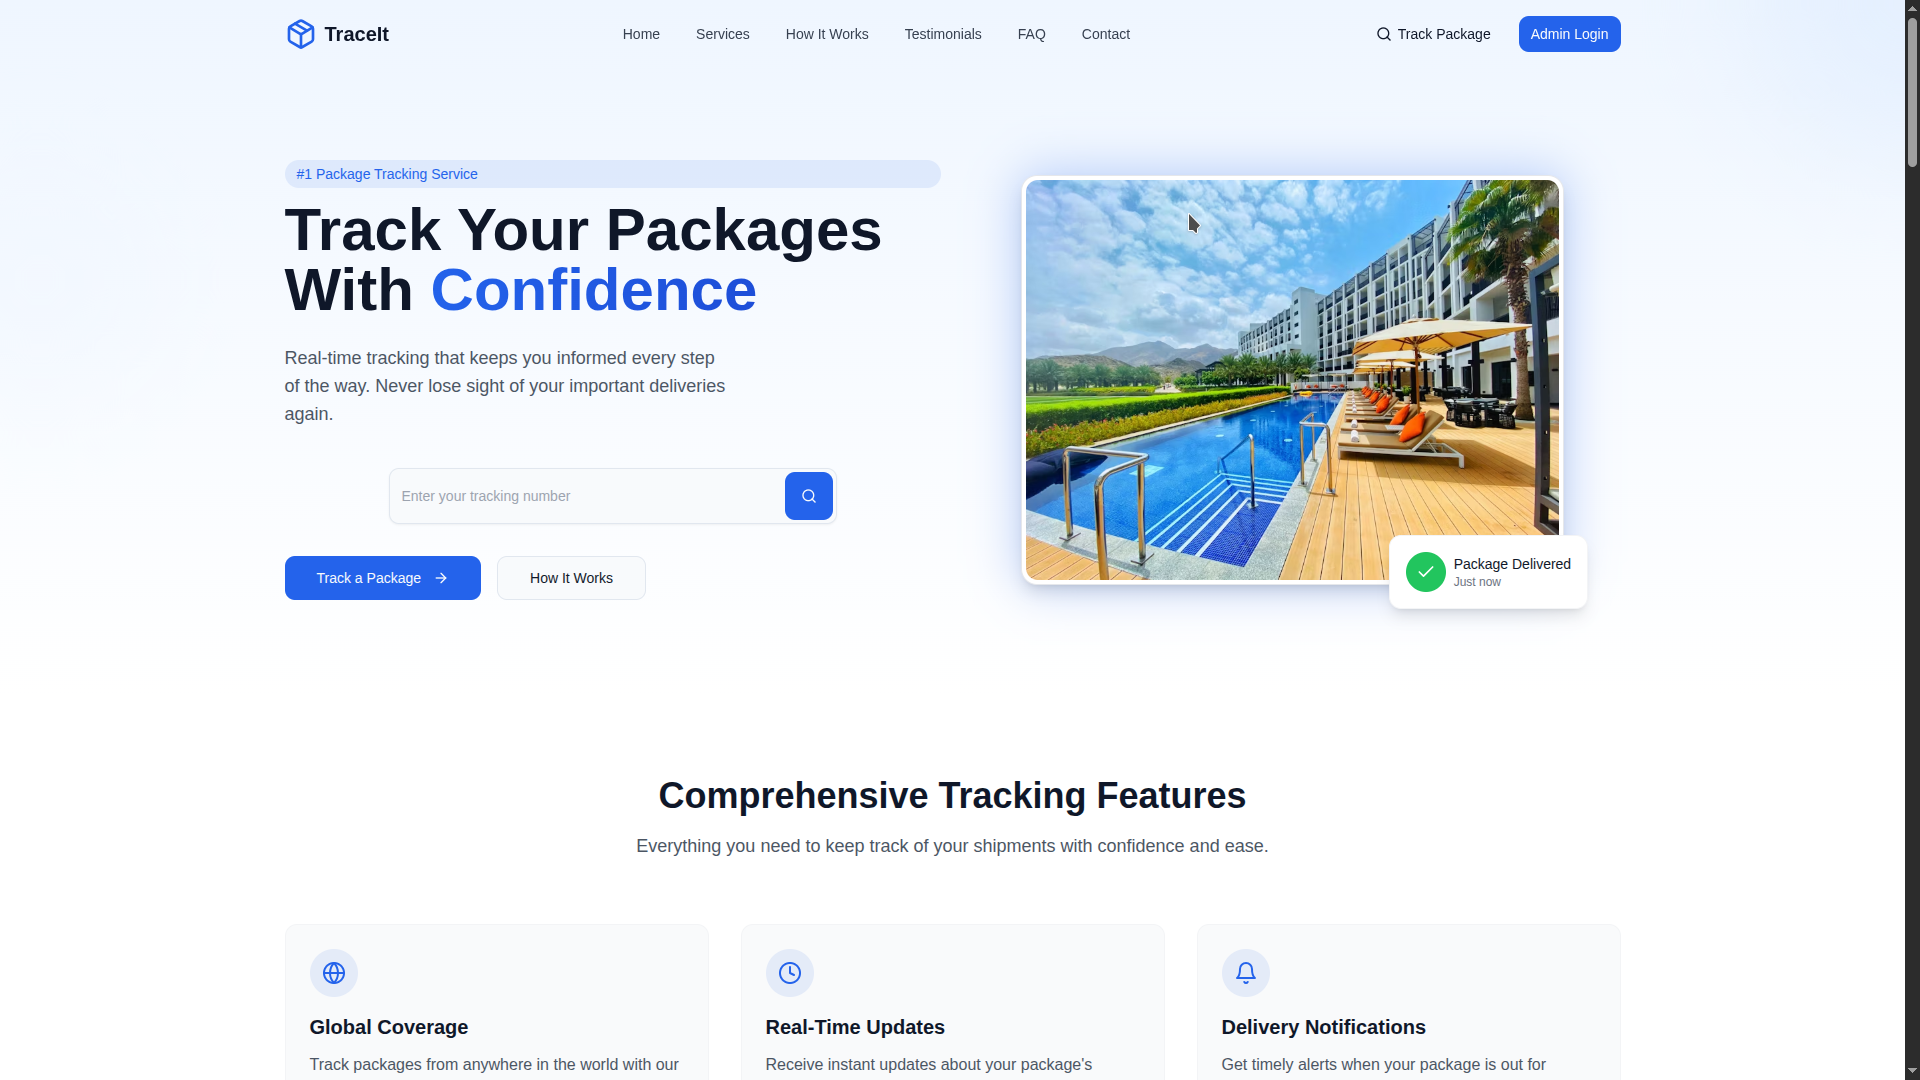 TraceIt
Home
Services
How It Works
Testimonials
FAQ
Contact
Track Package
Admin Login
#1 Package Tracking Service
Track Your Packages
With Confidence
Real-time tracking that keeps you informed every step
of the way. Never lose sight of your important deliveries
again.
Enter your tracking number
Track a Package
How It Works
Package Delivered
Just now
Comprehensive Tracking Features
Everything you need to keep track of your shipments with confidence and ease.
Global Coverage
Track packages from anywhere in the world with our
Real-Time Updates
Receive instant updates about your package's
Delivery Notifications
Get timely alerts when your package is out for